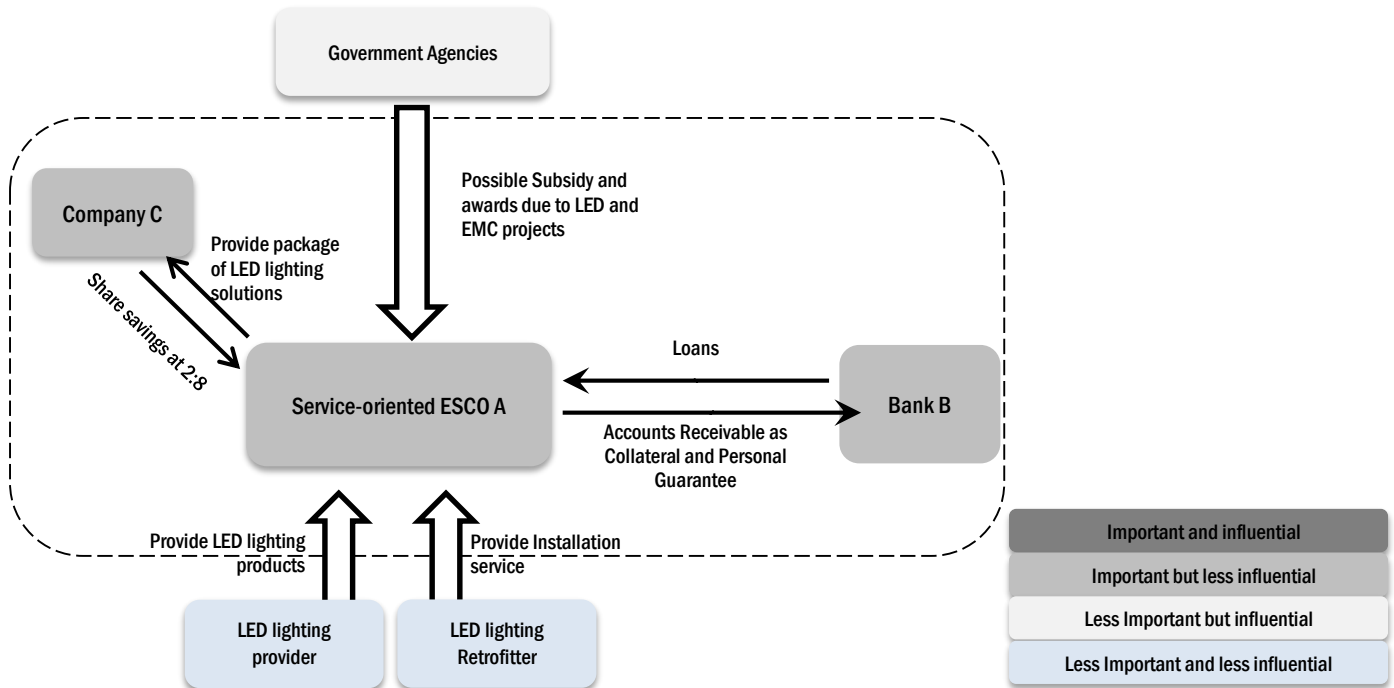 Government Agencies
Possible Subsidy and
awards due to LED and
EMC projects
Company C
Provide package
of LED lighting
solutions
Share savings at 2:8
Service-oriented ESCO A
Loans
Bank B
Accounts Receivable as
Collateral and Personal
Guarantee
Provide LED lighting
products
Provide Installation
service
LED lighting
provider
LED lighting
Retrofitter
Important and influential
Important but less influential
Less Important but influential
Less Important and less influential